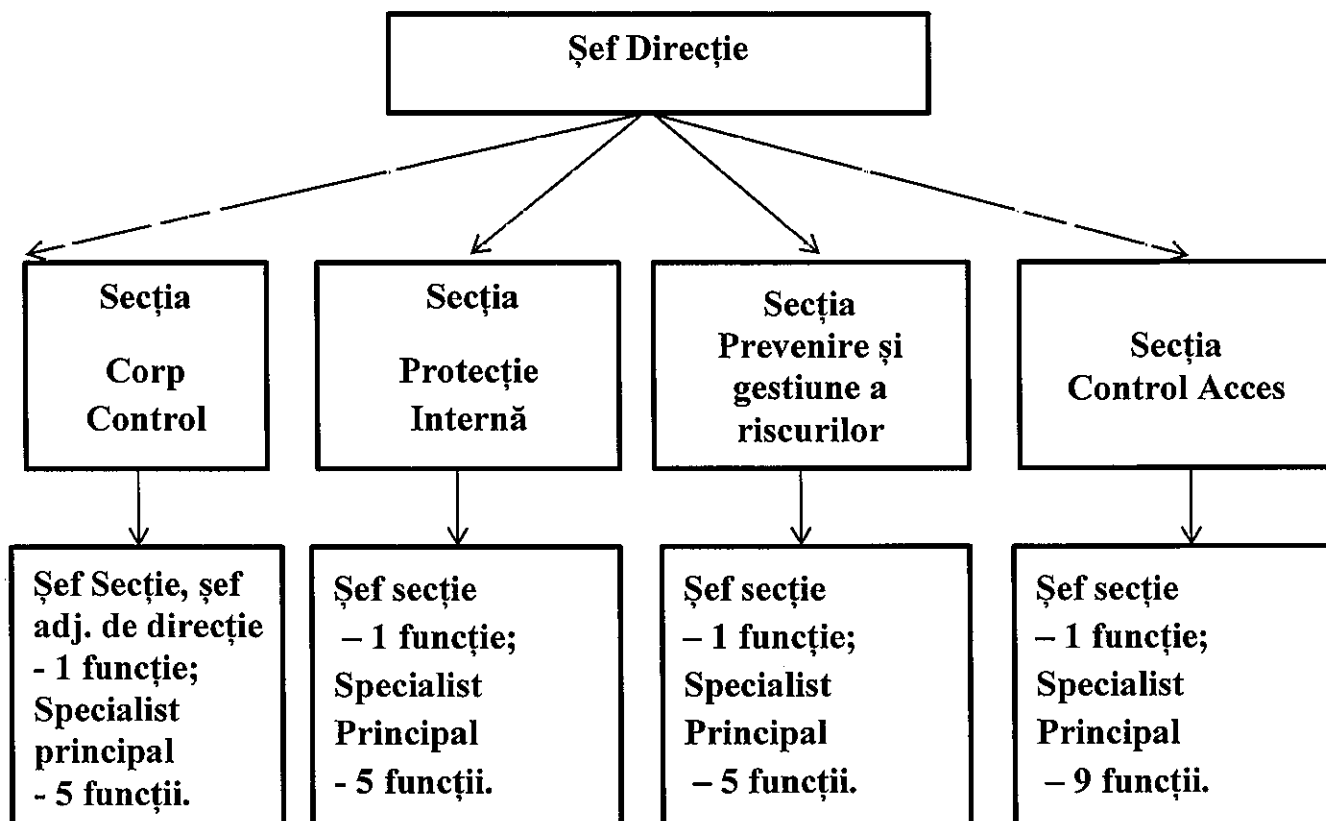 Șef Direcție
Secția
Corp
Control
Secția
Protecție
Internă
Secția
Prevenire și
gestiune a
riscurilor
Secția
Control Acces
Șef Secție, șef
adj. de direcție
- 1 funcție;
Specialist
principal
- 5 funcții.
Șef secție
– 1 funcție;
Specialist
Principal
- 5 funcții.
Șef secție
– 1 funcție;
Specialist
Principal
– 5 funcții.
Șef secție
– 1 funcție;
Specialist
Principal
– 9 funcții.